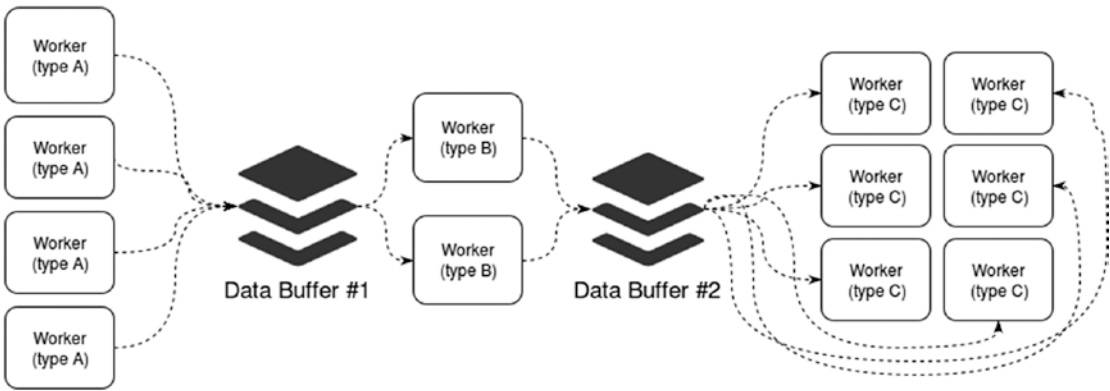 Worker
(type A)
Worker
(type A)
Worker
(type A)
Worker
(type A)
Data Buffer #1
Worker
(type B)
Worker
(type B)
Data Buffer #2
Worker
(type C)
Worker
(type C)
Worker
(type C)
Worker
(type C)
Worker
(type C)
Worker
(type C)